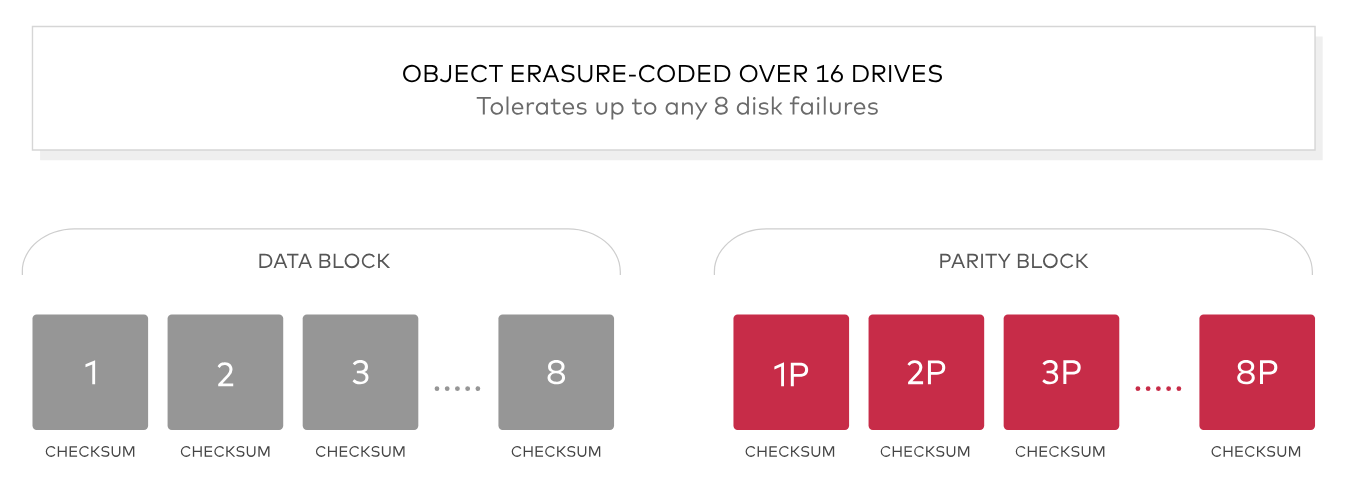 OBJECT ERASURE-CODED OVER 16 DRIVES
Tolerates up to any 8 disk failures
DATA BLOCK
PARITY BLOCK
1 2 3 ..... 8
1P 2P 3P ..... 8P
CHECKSUM CHECKSUM CHECKSUM CHECKSUM
CHECKSUM CHECKSUM CHECKSUM CHECKSUM